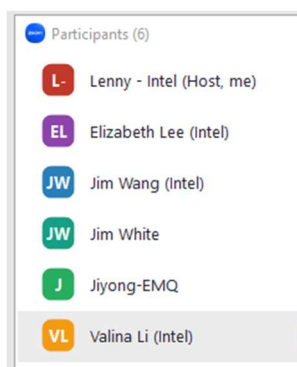 zoom Participants (6)
L- Lenny - Intel (Host, me)
EL Elizabeth Lee (Intel)
JW Jim Wang (Intel)
JW Jim White
J Jiyong-EMQ
VL Valina Li (Intel)